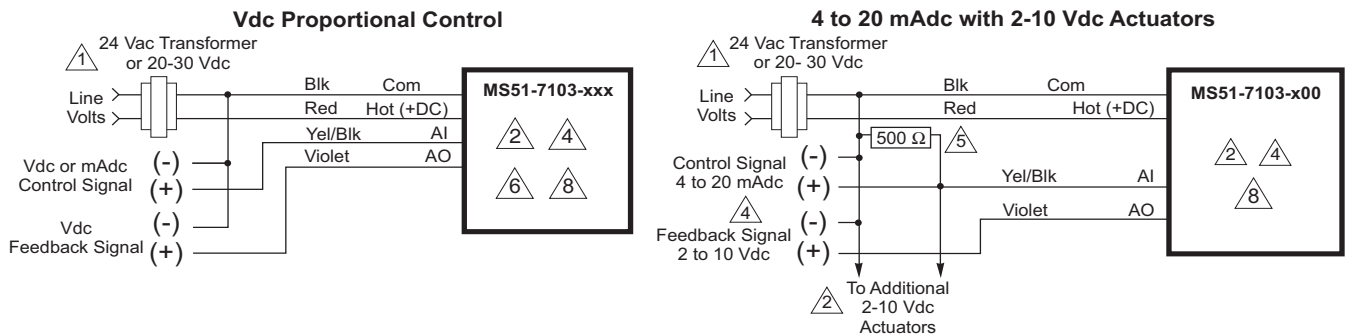 Vdc Proportional Control
1
24 Vac Transformer
or 20-30 Vdc
Line
Volts
Blk Com
Red Hot (+DC)
Yel/Blk AI
Violet AO
MS51-7103-xxx
2 4
6 8
Vdc or mAdc
Control Signal
(-)
(+)
Vdc
Feedback Signal
(-)
(+)
4 to 20 mAdc with 2-10 Vdc Actuators
1
24 Vac Transformer
or 20- 30 Vdc
Line
Volts
Blk Com
Red Hot (+DC)
500 Ω
5
MS51-7103-x00
2 4
8
Control Signal
4 to 20 mAdc
(-)
(+)
Yel/Blk AI
Violet AO
4
Feedback Signal
2 to 10 Vdc
(-)
(+)
2
To Additional
2-10 Vdc
Actuators